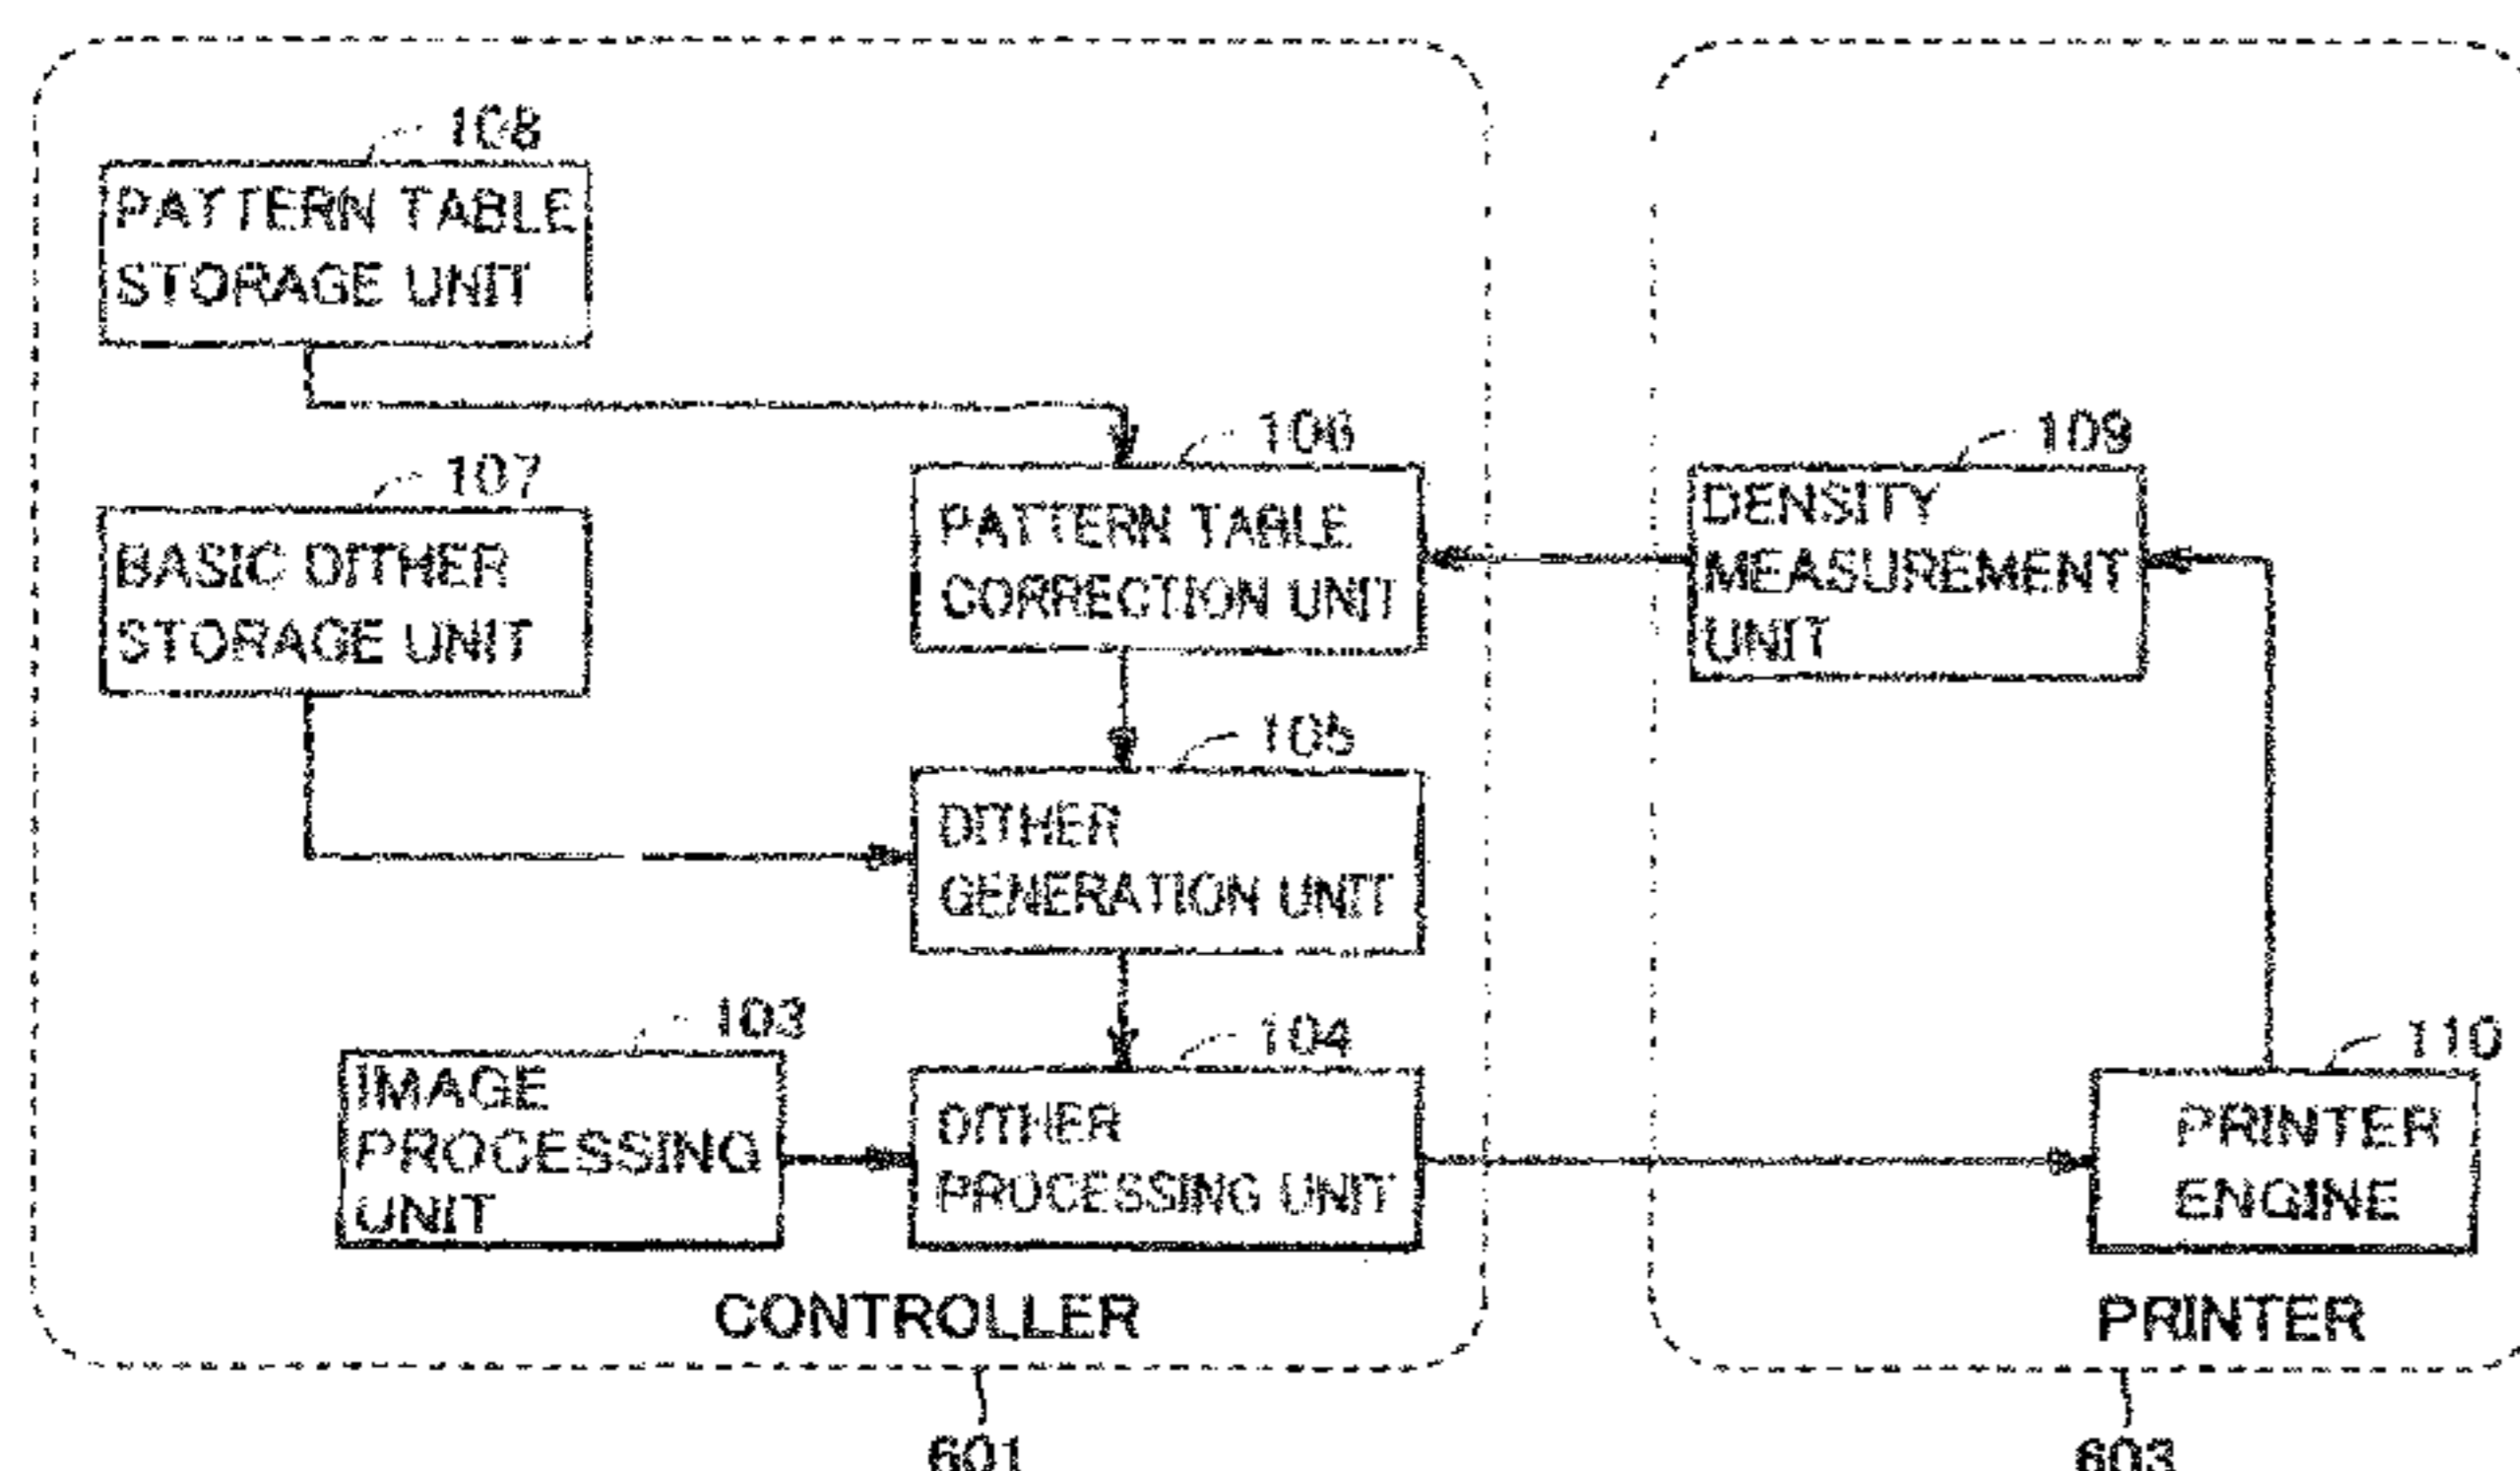 108
PATTERN TABLE
STORAGE UNIT
107
BASIC DITHER
STORAGE UNIT
106
PATTERN TABLE
CORRECTION UNIT
109
DENSITY
MEASUREMENT
UNIT
105
DITHER
GENERATION UNIT
103
IMAGE
PROCESSING
UNIT
104
DITHER
PROCESSING UNIT
110
PRINTER
ENGINE
CONTROLLER
PRINTER
601
603